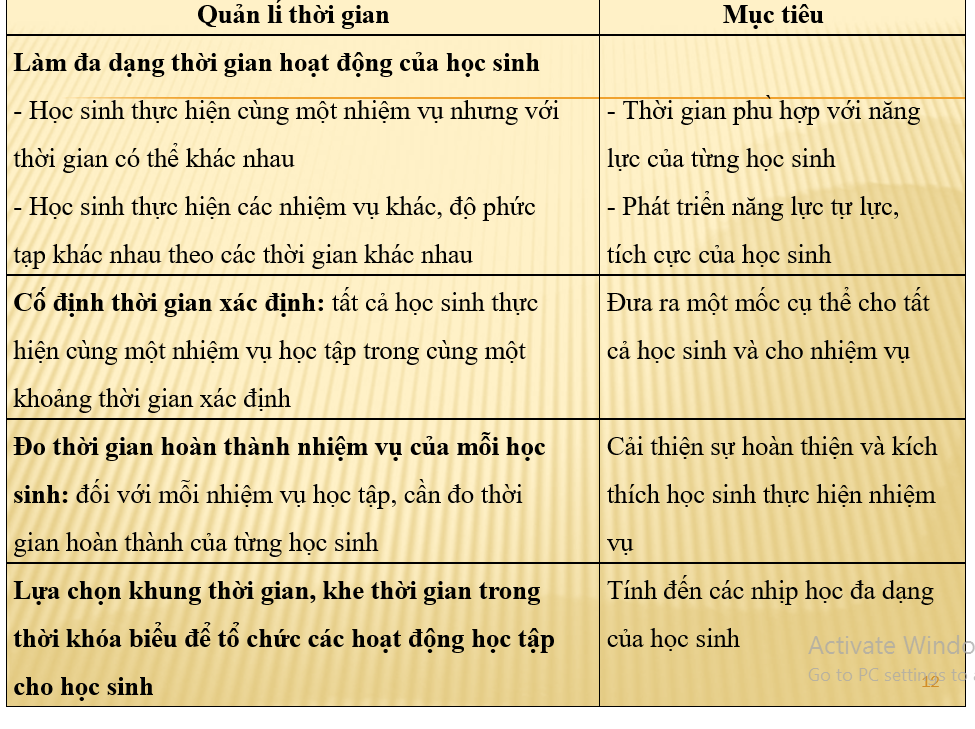 Quản lí thời gian
Mục tiêu
Làm đa dạng thời gian hoạt động của học sinh
- Học sinh thực hiện cùng một nhiệm vụ nhưng với
thời gian có thể khác nhau
- Học sinh thực hiện các nhiệm vụ khác, độ phức
tạp khác nhau theo các thời gian khác nhau
- Thời gian phù hợp với năng
lực của từng học sinh
- Phát triển năng lực tự lực,
tích cực của học sinh
Cố định thời gian xác định: tất cả học sinh thực
hiện cùng một nhiệm vụ học tập trong cùng một
khoảng thời gian xác định
Đưa ra một mốc cụ thể cho tất
cả học sinh và cho nhiệm vụ
Đo thời gian hoàn thành nhiệm vụ của mỗi học
sinh: đối với mỗi nhiệm vụ học tập, cần đo thời
gian hoàn thành của từng học sinh
Cải thiện sự hoàn thiện và kích
thích học sinh thực hiện nhiệm
vụ
Lựa chọn khung thời gian, khe thời gian trong
thời khóa biểu để tổ chức các hoạt động học tập
cho học sinh
Tính đến các nhịp học đa dạng
của học sinh
Activate Windo
Go to PC settings to
12